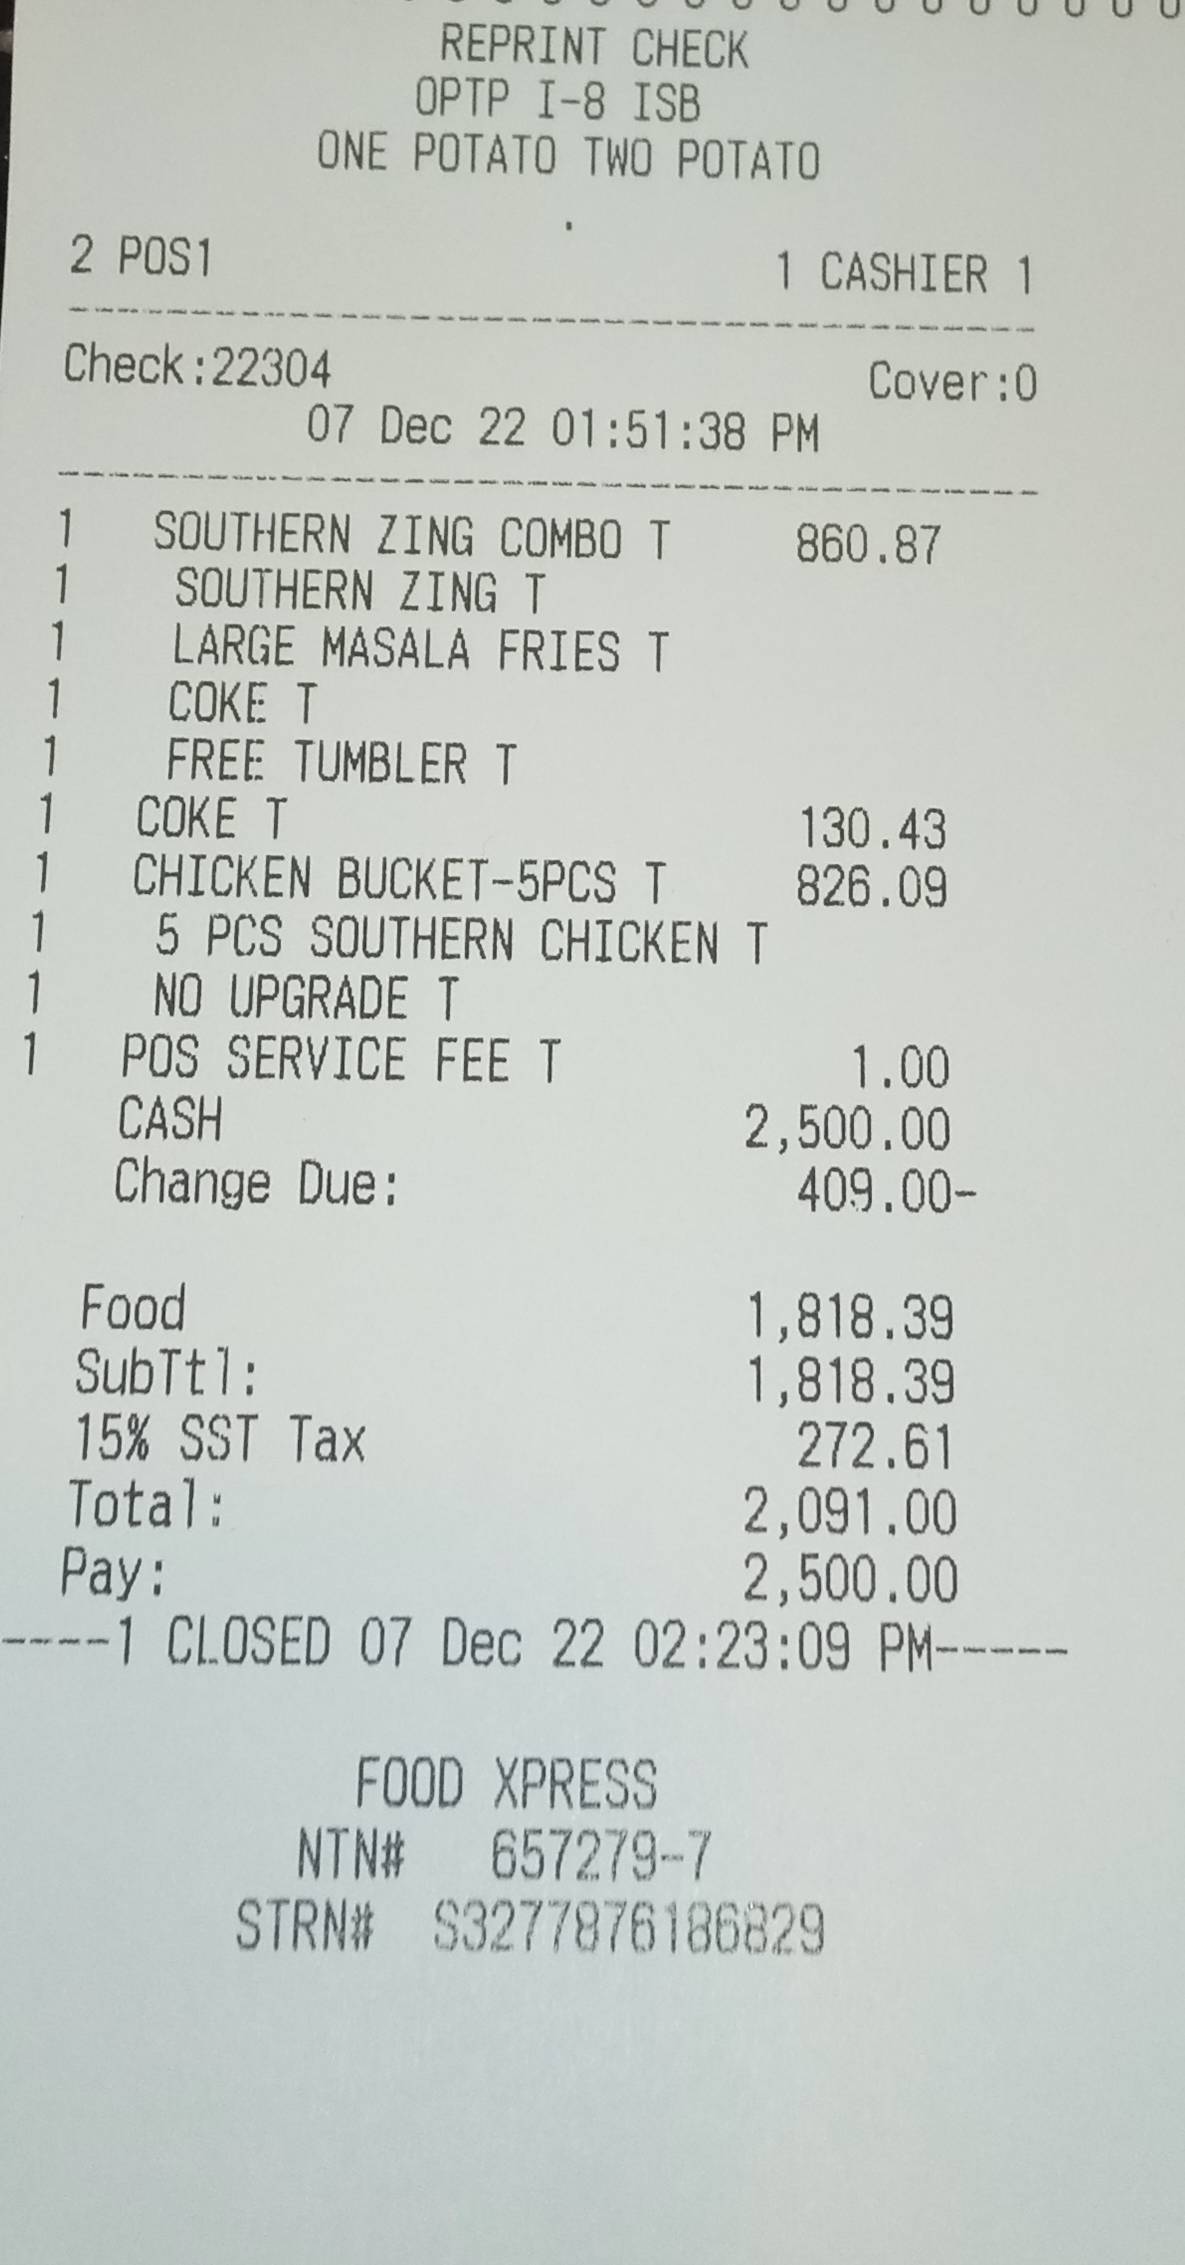 REPRINT CHECK
OPTP I-8 ISB
ONE POTATO TWO POTATO
2 POS1 1 CASHIER 1
Check:22304 Cover:0
07 Dec 22 01:51:38 PM
1 SOUTHERN ZING COMBO T 860.87
1 SOUTHERN ZING T
1 LARGE MASALA FRIES T
1 COKE T
1 FREE TUMBLER T
1 COKE T 130.43
1 CHICKEN BUCKET-5PCS T 826.09
1 5 PCS SOUTHERN CHICKEN T
1 NO UPGRADE T
1 POS SERVICE FEE T 1.00
CASH 2,500.00
Change Due: 409.00-
Food 1,818.39
SubTtl: 1,818.39
15% SST Tax 272.61
Total: 2,091.00
Pay: 2,500.00
----1 CLOSED 07 Dec 22 02:23:09 PM-----
FOOD XPRESS
NTN# 657279-7
STRN# S3277876186829